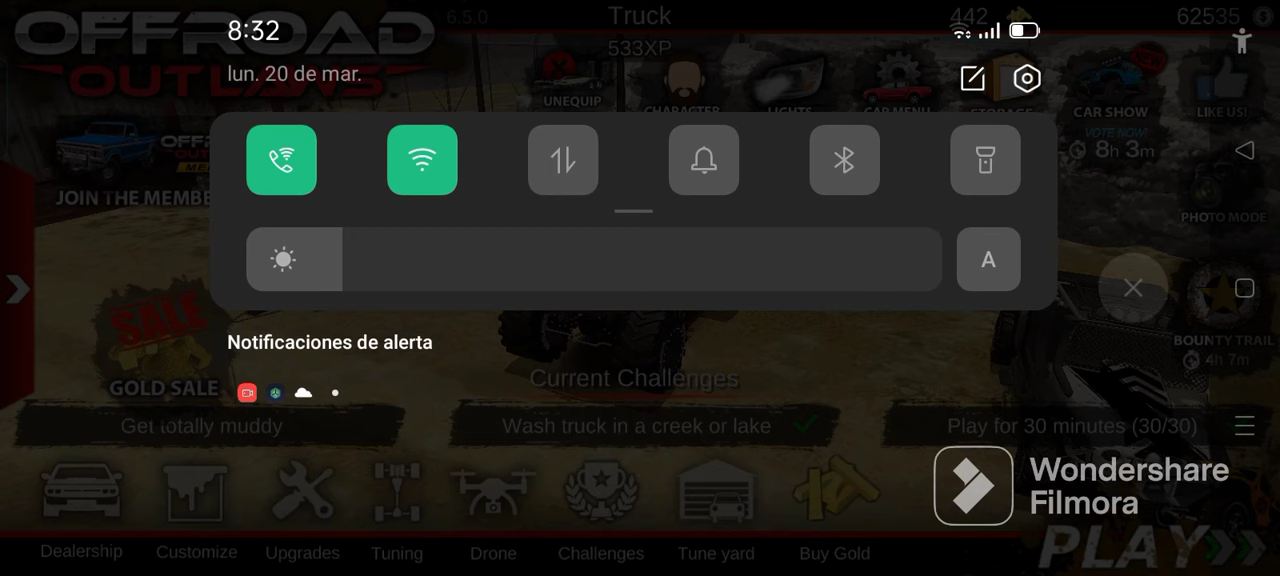 OFFROAD
OUTLAWS
6.5.0
Truck
533XP
442
62535
8:32
lun. 20 de mar.
UNEQUIP
CHARACTER
LIGHTS
CAR MENU
STORAGE
CAR SHOW
LIKE US!
NEW
VOTE NOW!
8h 3m
JOIN THE MEMBE
PHOTO MODE
A
SALE
GOLD SALE
Notificaciones de alerta
BOUNTY TRAIL
4h 7m
Current Challenges
Get totally muddy
Wash truck in a creek or lake
Play for 30 minutes (30/30)
Wondershare
Filmora
Dealership
Customize
Upgrades
Tuning
Drone
Challenges
Tune yard
Buy Gold
PLAY